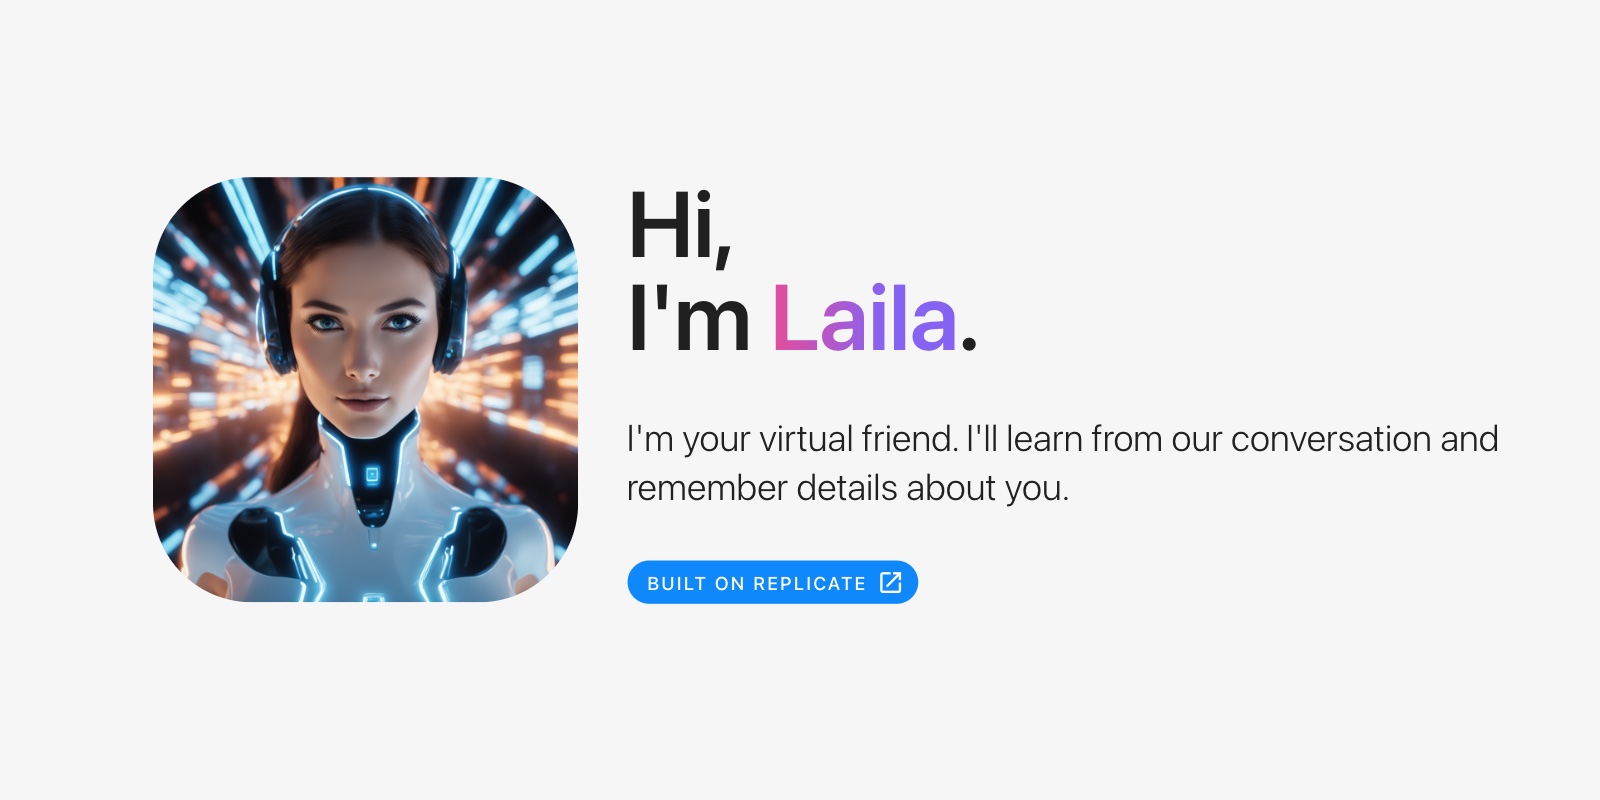 Hi,
I'm Laila.
I'm your virtual friend. I'll learn from our conversation and
remember details about you.
BUILT ON REPLICATE